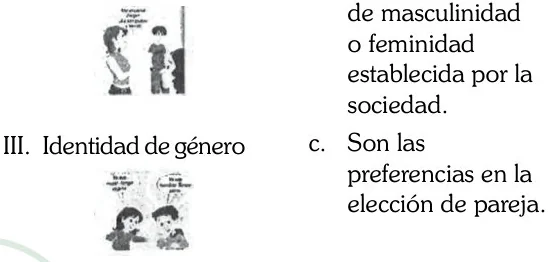 de masculinidad
o feminidad
establecida por la
sociedad.
III. Identidad de género
c. Son las
preferencias en la
elección de pareja.